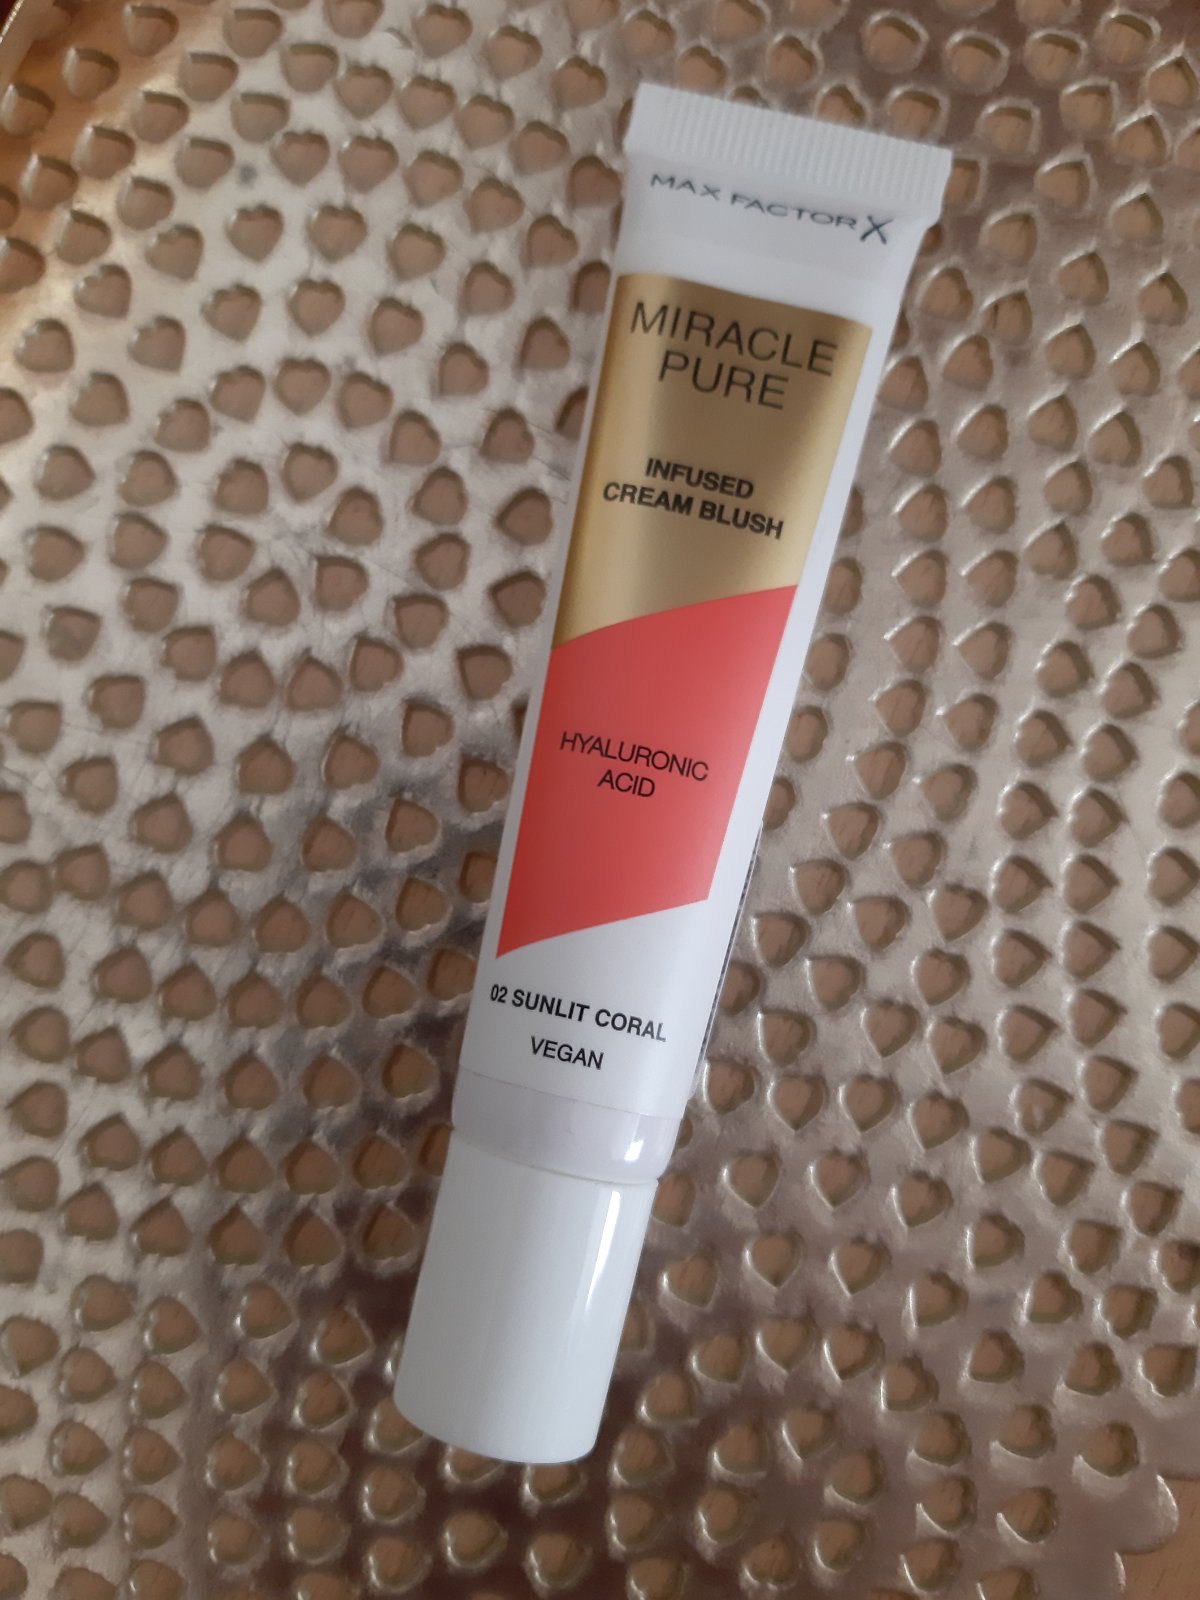 MAX FACTOR X
MIRACLE
PURE
INFUSED
CREAM BLUSH
HYALURONIC
ACID
02 SUNLIT CORAL
VEGAN